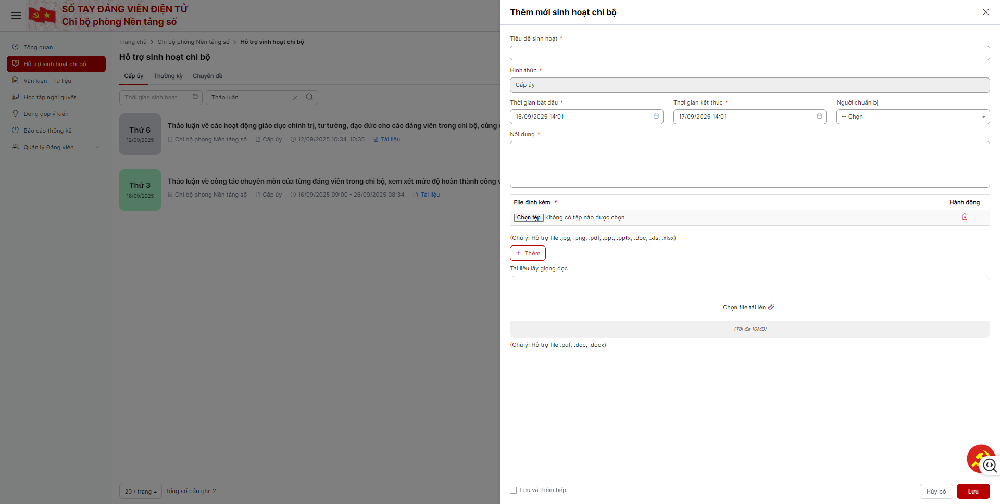 SỔ TAY ĐẢNG VIÊN ĐIỆN TỬ
Chi bộ phòng Nền tảng số
Tổng quan
Hỗ trợ sinh hoạt chi bộ
Văn kiện - Tư liệu
Học tập nghị quyết
Đóng góp ý kiến
Báo cáo thống kê
Quản lý Đảng viên
Trang chủ > Chi bộ phòng Nền tảng số > Hỗ trợ sinh hoạt chi bộ
Hỗ trợ sinh hoạt chi bộ
Cấp ủy Thường kỳ Chuyên đề
Thời gian sinh hoạt Thảo luận
Thứ 6
12/09/2025
Thảo luận về các hoạt động giáo dục chính trị, tư tưởng, đạo đức cho các đảng viên trong chi bộ, củng
Chi bộ phòng Nền tảng số Cấp ủy 12/09/2025 10:34-10:35 Tài liệu
Thứ 3
16/09/2025
Thảo luận về công tác chuyên môn của từng đảng viên trong chi bộ, xem xét mức độ hoàn thành công
Chi bộ phòng Nền tảng số Cấp ủy 16/09/2025 09:00 - 26/09/2025 08:34 Tài liệu
20 / trang Tổng số bản ghi: 2
Thêm mới sinh hoạt chi bộ
Tiêu đề sinh hoạt *
Hình thức *
Cấp ủy
Thời gian bắt đầu * Thời gian kết thúc * Người chuẩn bị
16/09/2025 14:01 17/09/2025 14:01 -- Chọn --
Nội dung *
File đính kèm * Hành động
Chọn tệp Không có tệp nào được chọn
(Chú ý: Hỗ trợ file .jpg, .png, .pdf, .ppt, .pptx, .doc, .xls, .xlsx)
+ Thêm
Tài liệu lấy giọng đọc
Chọn file tải lên
(Tối đa 10MB)
(Chú ý: Hỗ trợ file .pdf, .doc, .docx)
Lưu và thêm tiếp Hủy bỏ Lưu